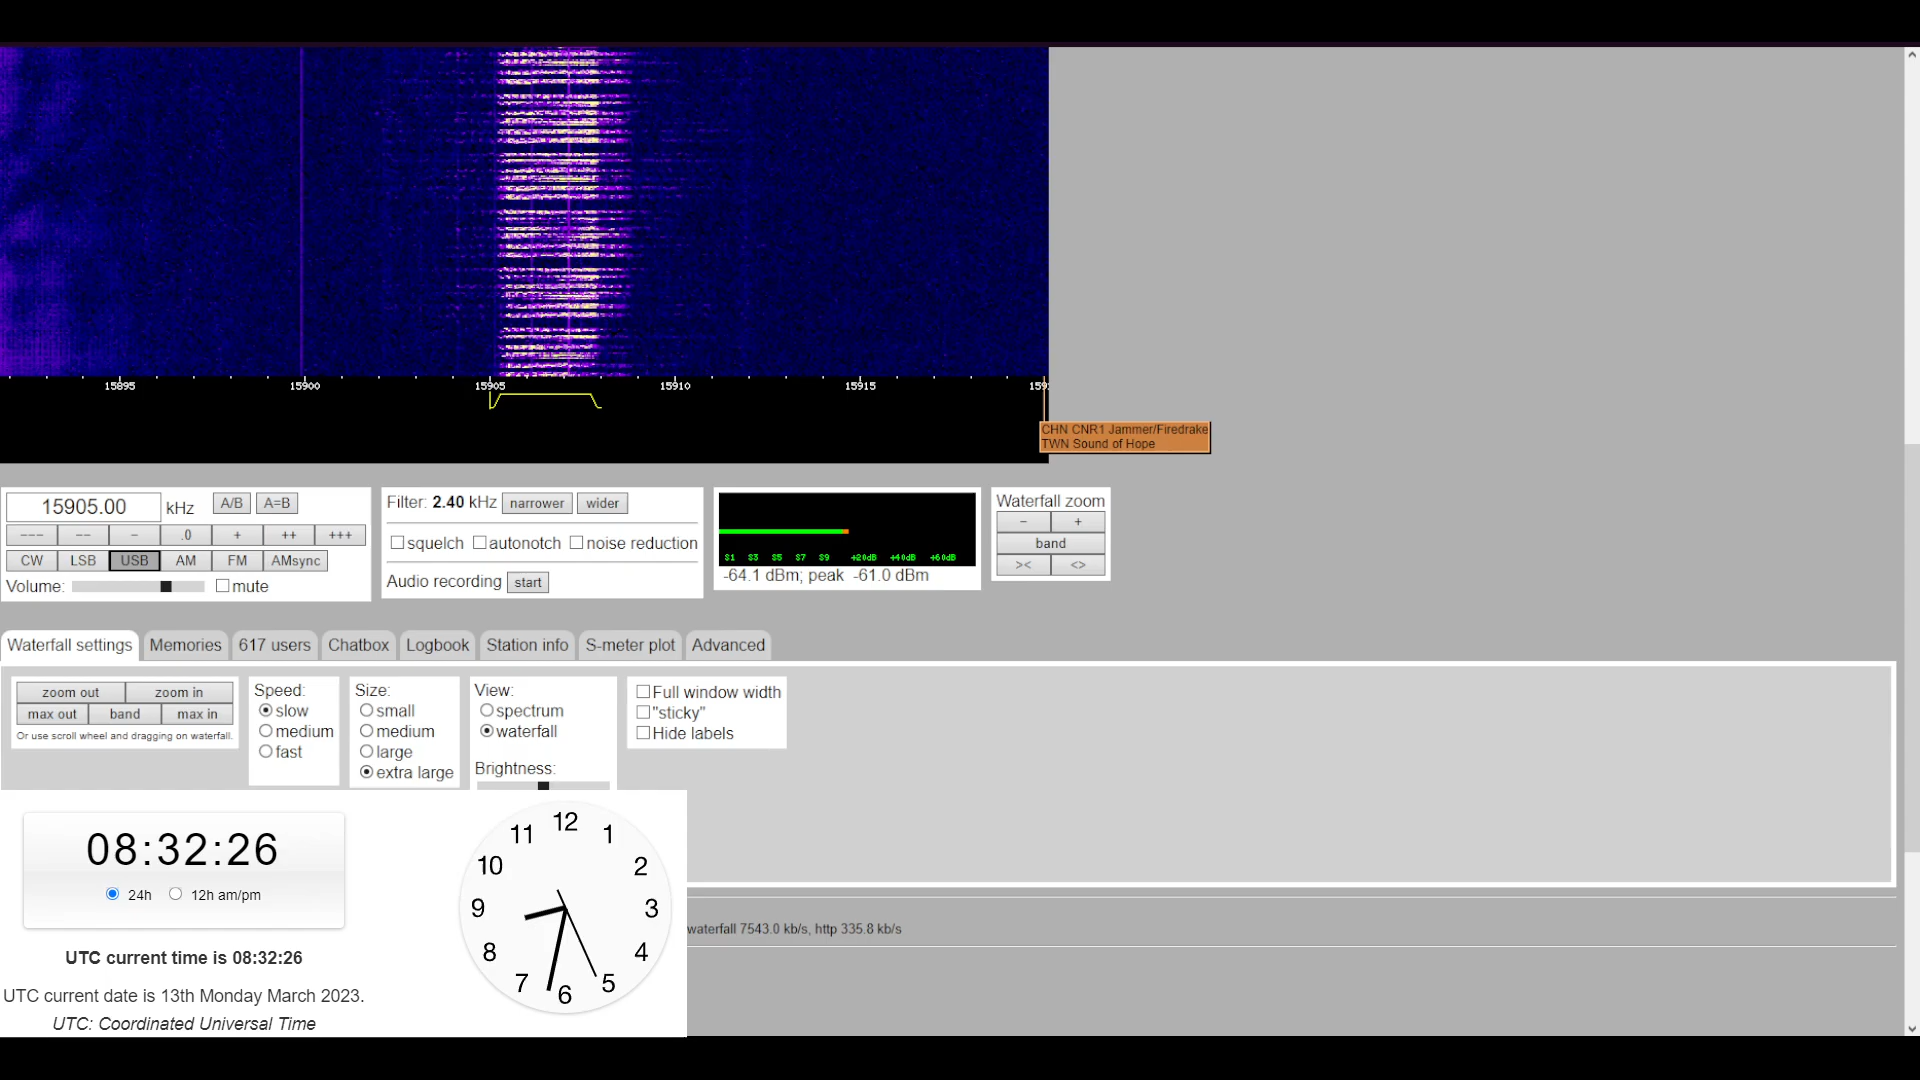 15895 15900 15905 15910 15915 159
CHN CNR1 Jammer/Firedrake
TWN Sound of Hope
15905.00 kHz A/B A=B
--- -- - .0 + ++ +++
CW LSB USB AM FM AMsync
Volume: mute
Filter: 2.40 kHz narrower wider
squelch autonotch noise reduction
Audio recording start
S1 S3 S5 S7 S9 +20dB +40dB +60dB
-64.1 dBm; peak -61.0 dBm
Waterfall zoom
- +
band
>< <>
Waterfall settings Memories 617 users Chatbox Logbook Station info S-meter plot Advanced
zoom out zoom in
max out band max in
Or use scroll wheel and dragging on waterfall.
Speed:
slow
medium
fast
Size:
small
medium
large
extra large
View:
spectrum
waterfall
Brightness:
Full window width
"sticky"
Hide labels
08:32:26
24h 12h am/pm
UTC current time is 08:32:26
UTC current date is 13th Monday March 2023.
UTC: Coordinated Universal Time
12
1
2
3
4
5
6
7
8
9
10
11
waterfall 7543.0 kb/s, http 335.8 kb/s